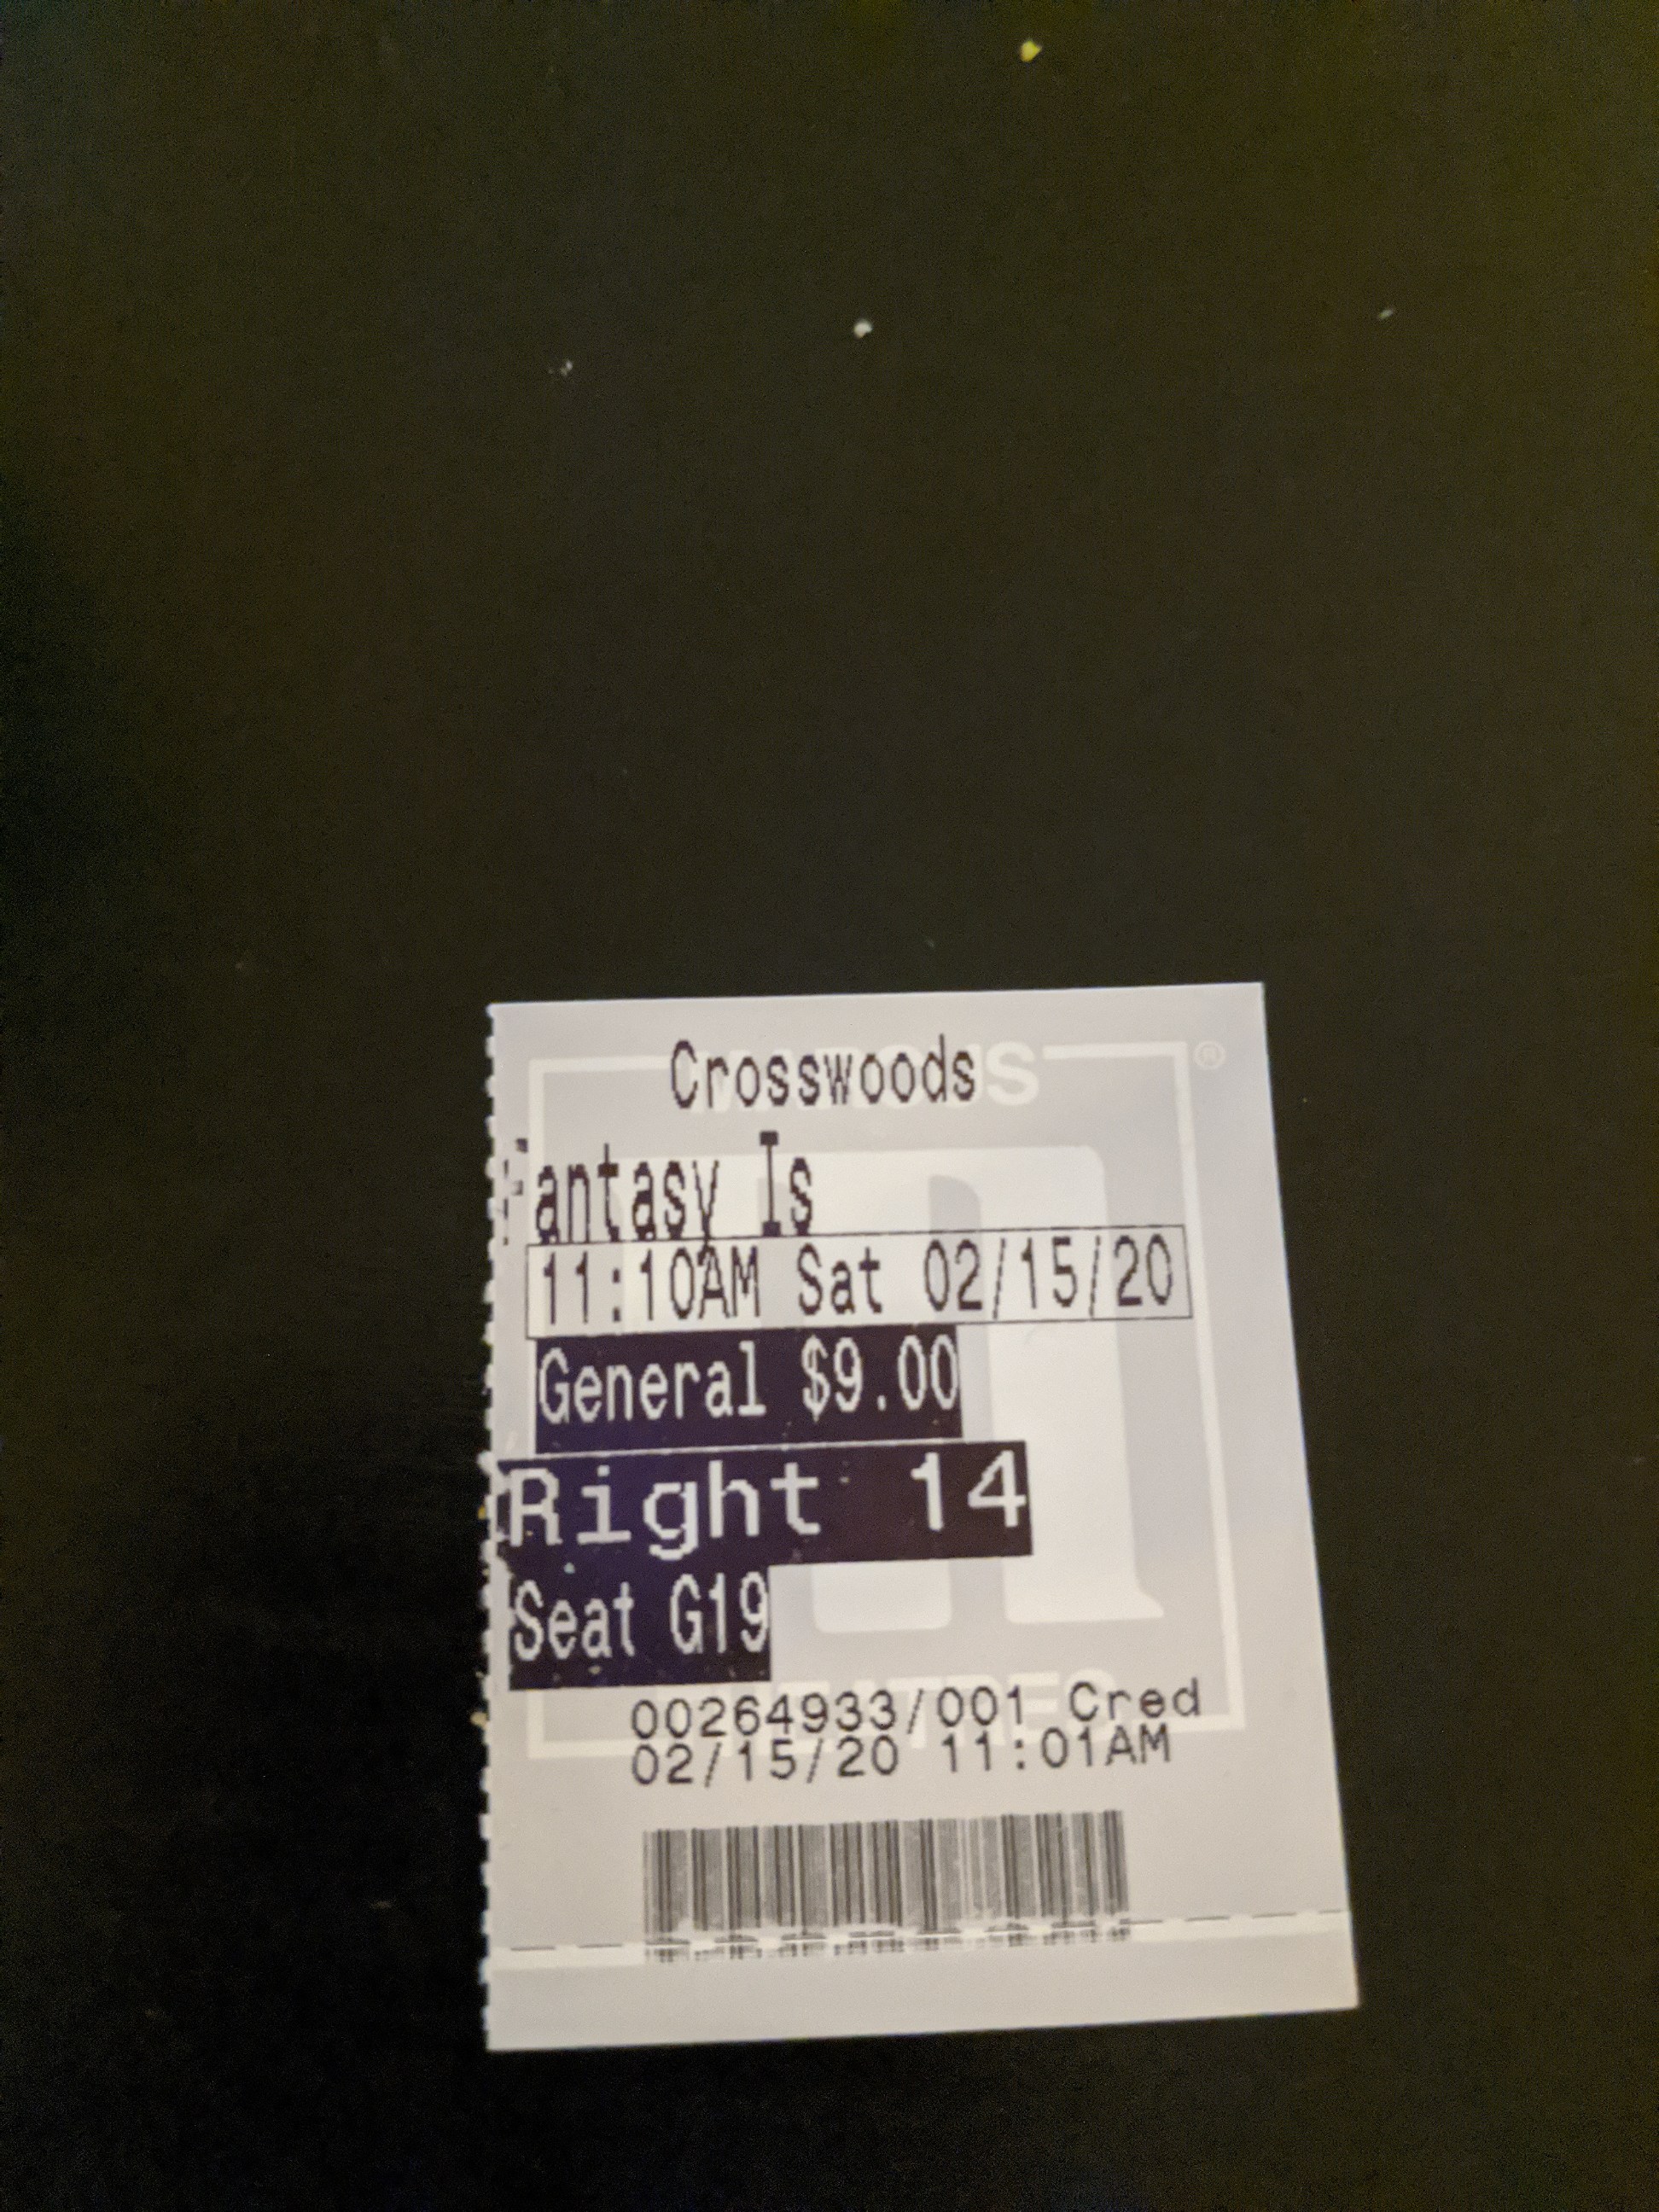 Crosswoods
Fantasy Is
11:10AM Sat 02/15/20
General $9.00
Right 14
Seat G19
00264933/001 Cred
02/15/20 11:01AM